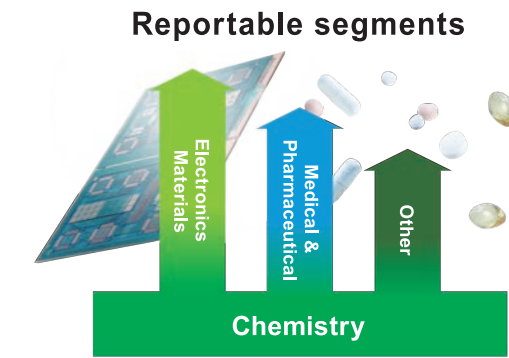 Reportable segments
Electronics
Materials
Medical &
Pharmaceutical
Other
Chemistry